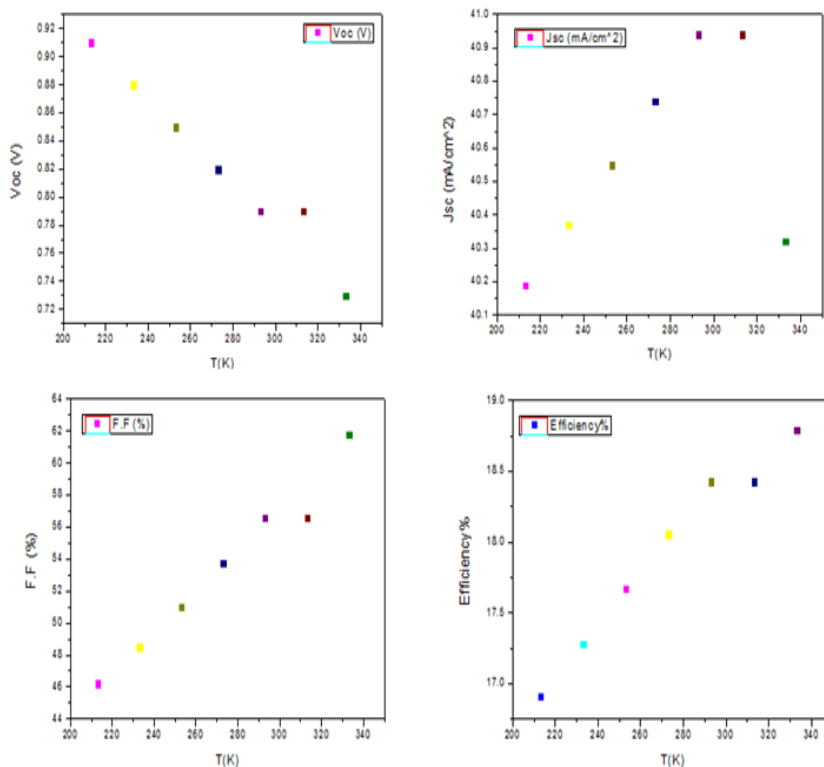 Voc (V)
0.92
0.90
0.88
0.86
0.84
0.82
0.80
0.78
0.76
0.74
0.72
Voc (V)
200 220 240 260 280 300 320 340
T(K)
Jsc (mA/cm^2)
41.0
40.9
40.8
40.7
40.6
40.5
40.4
40.3
40.2
40.1
Jsc (mA/cm^2)
200 220 240 260 280 300 320 340
T(K)
F.F (%)
64
62
60
58
56
54
52
50
48
46
44
F.F (%)
200 220 240 260 280 300 320 340
T(K)
Efficiency%
19.0
18.5
18.0
17.5
17.0
Efficiency%
200 220 240 260 280 300 320 340
T(K)